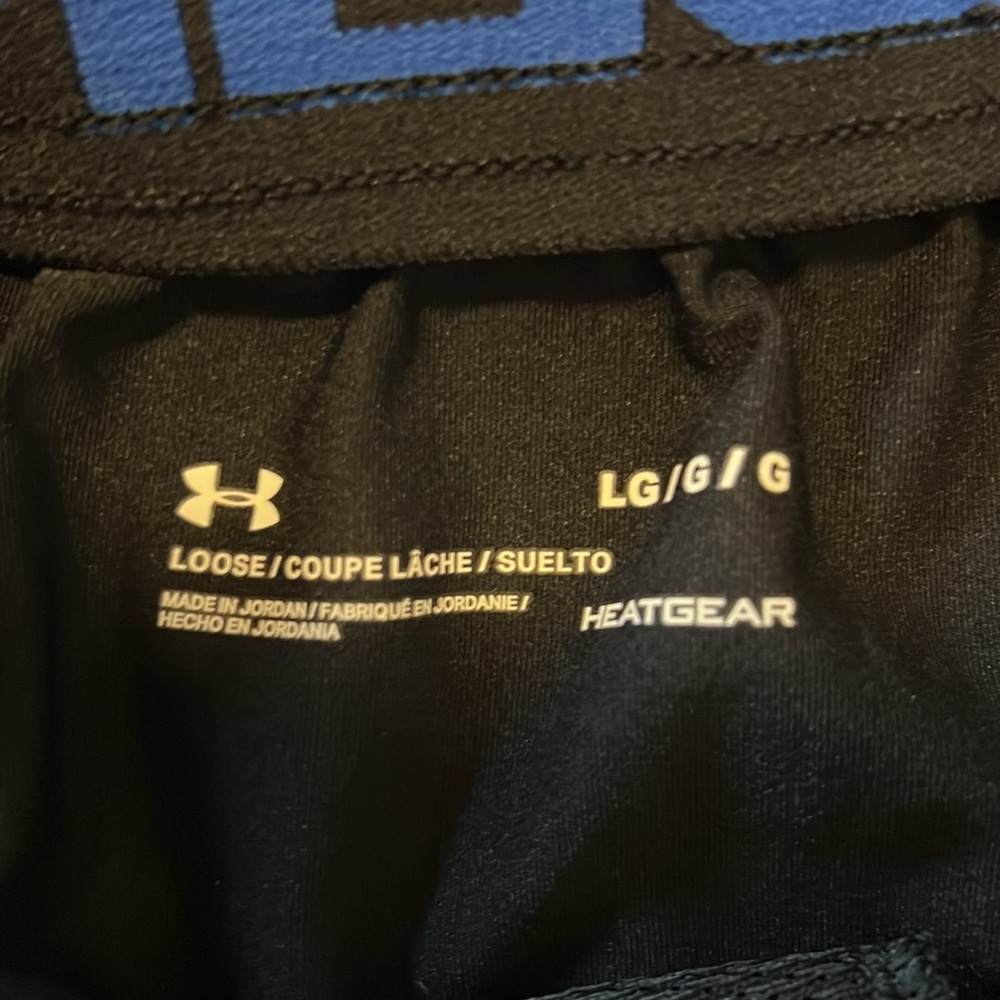 LG/G/G
LOOSE/COUPE LÂCHE/SUELTO
MADE IN JORDAN/FABRIQUÉ EN JORDANIE/
HECHO EN JORDANIA
HEATGEAR